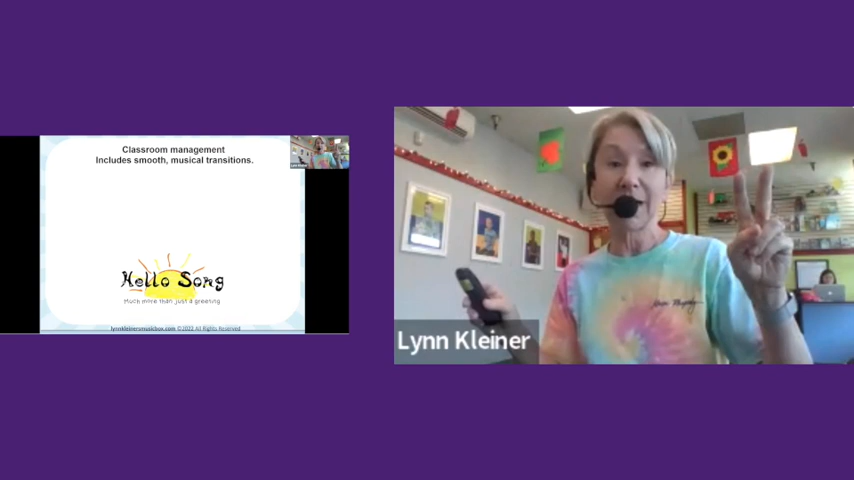 Classroom management
Includes smooth, musical transitions.
Hello Song
Much more than just a greeting
lynnkleinersmusicbox.com ©2022 All Rights Reserved
Lynn Kleiner